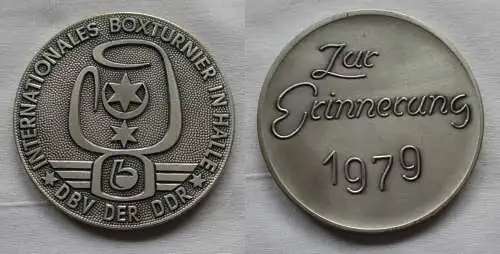 INTERNATIONALES BOXTURNIER IN HALLE
DBV DER DDR
Zur
Erinnerung
1979